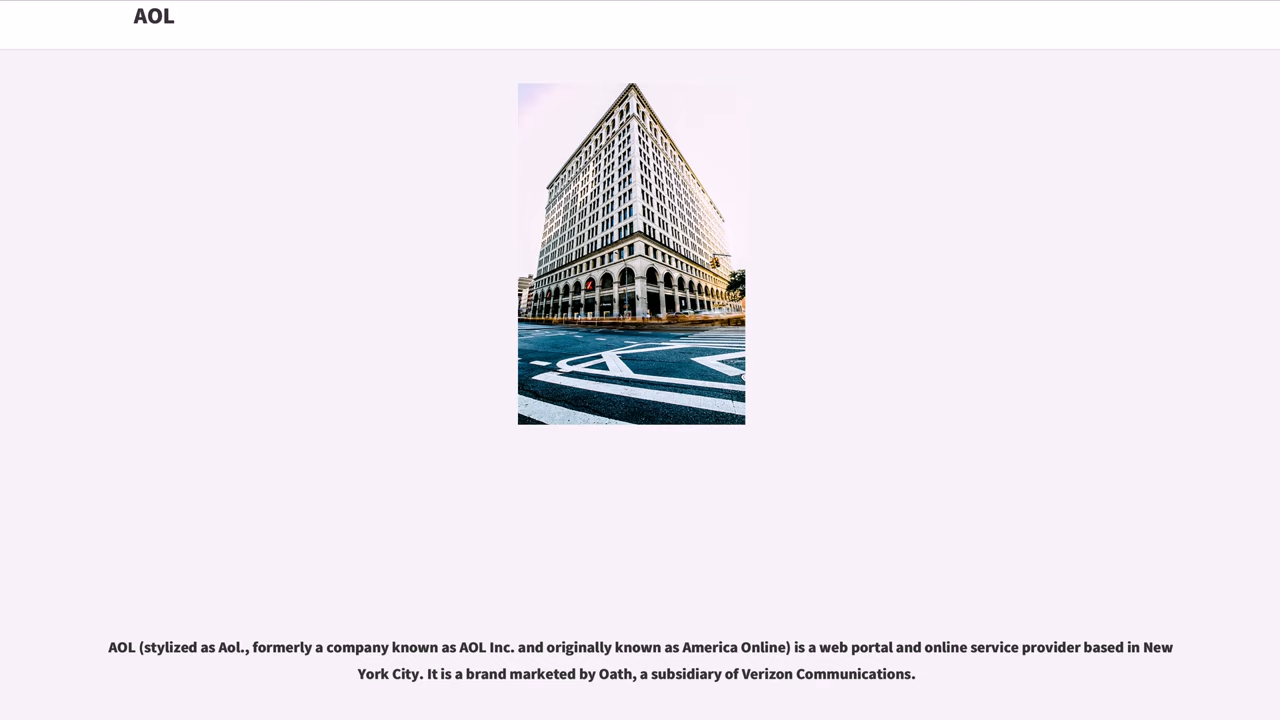 AOL
AOL (stylized as Aol., formerly a company known as AOL Inc. and originally known as America Online) is a web portal and online service provider based in New
York City. It is a brand marketed by Oath, a subsidiary of Verizon Communications.